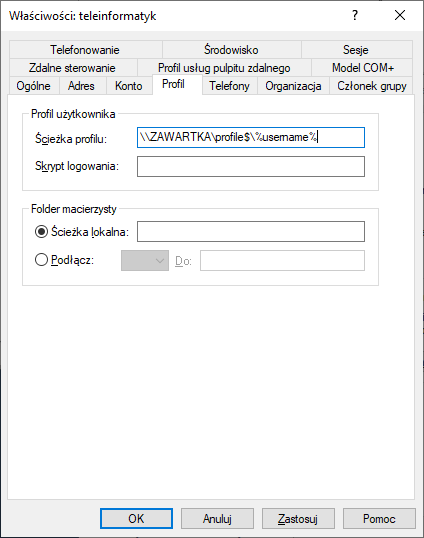 Właściwości: teleinformatyk
Telefonowanie Środowisko Sesje
Zdalne sterowanie Profil usług pulpitu zdalnego Model COM+
Ogólne Adres Konto Profil Telefony Organizacja Członek grupy
Profil użytkownika
Ścieżka profilu: \\ZAWARTKA\profile$\%username%
Skrypt logowania:
Folder macierzysty
Ścieżka lokalna:
Podłącz: Do:
OK Anuluj Zastosuj Pomoc